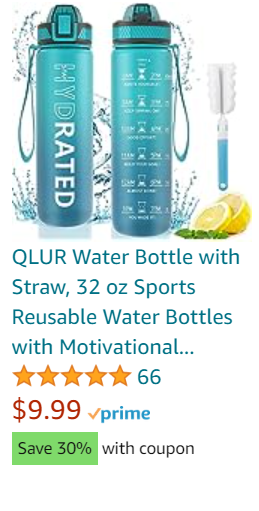 HYDRATED
QLUR Water Bottle with
Straw, 32 oz Sports
Reusable Water Bottles
with Motivational...
66
$9.99 prime
Save 30% with coupon